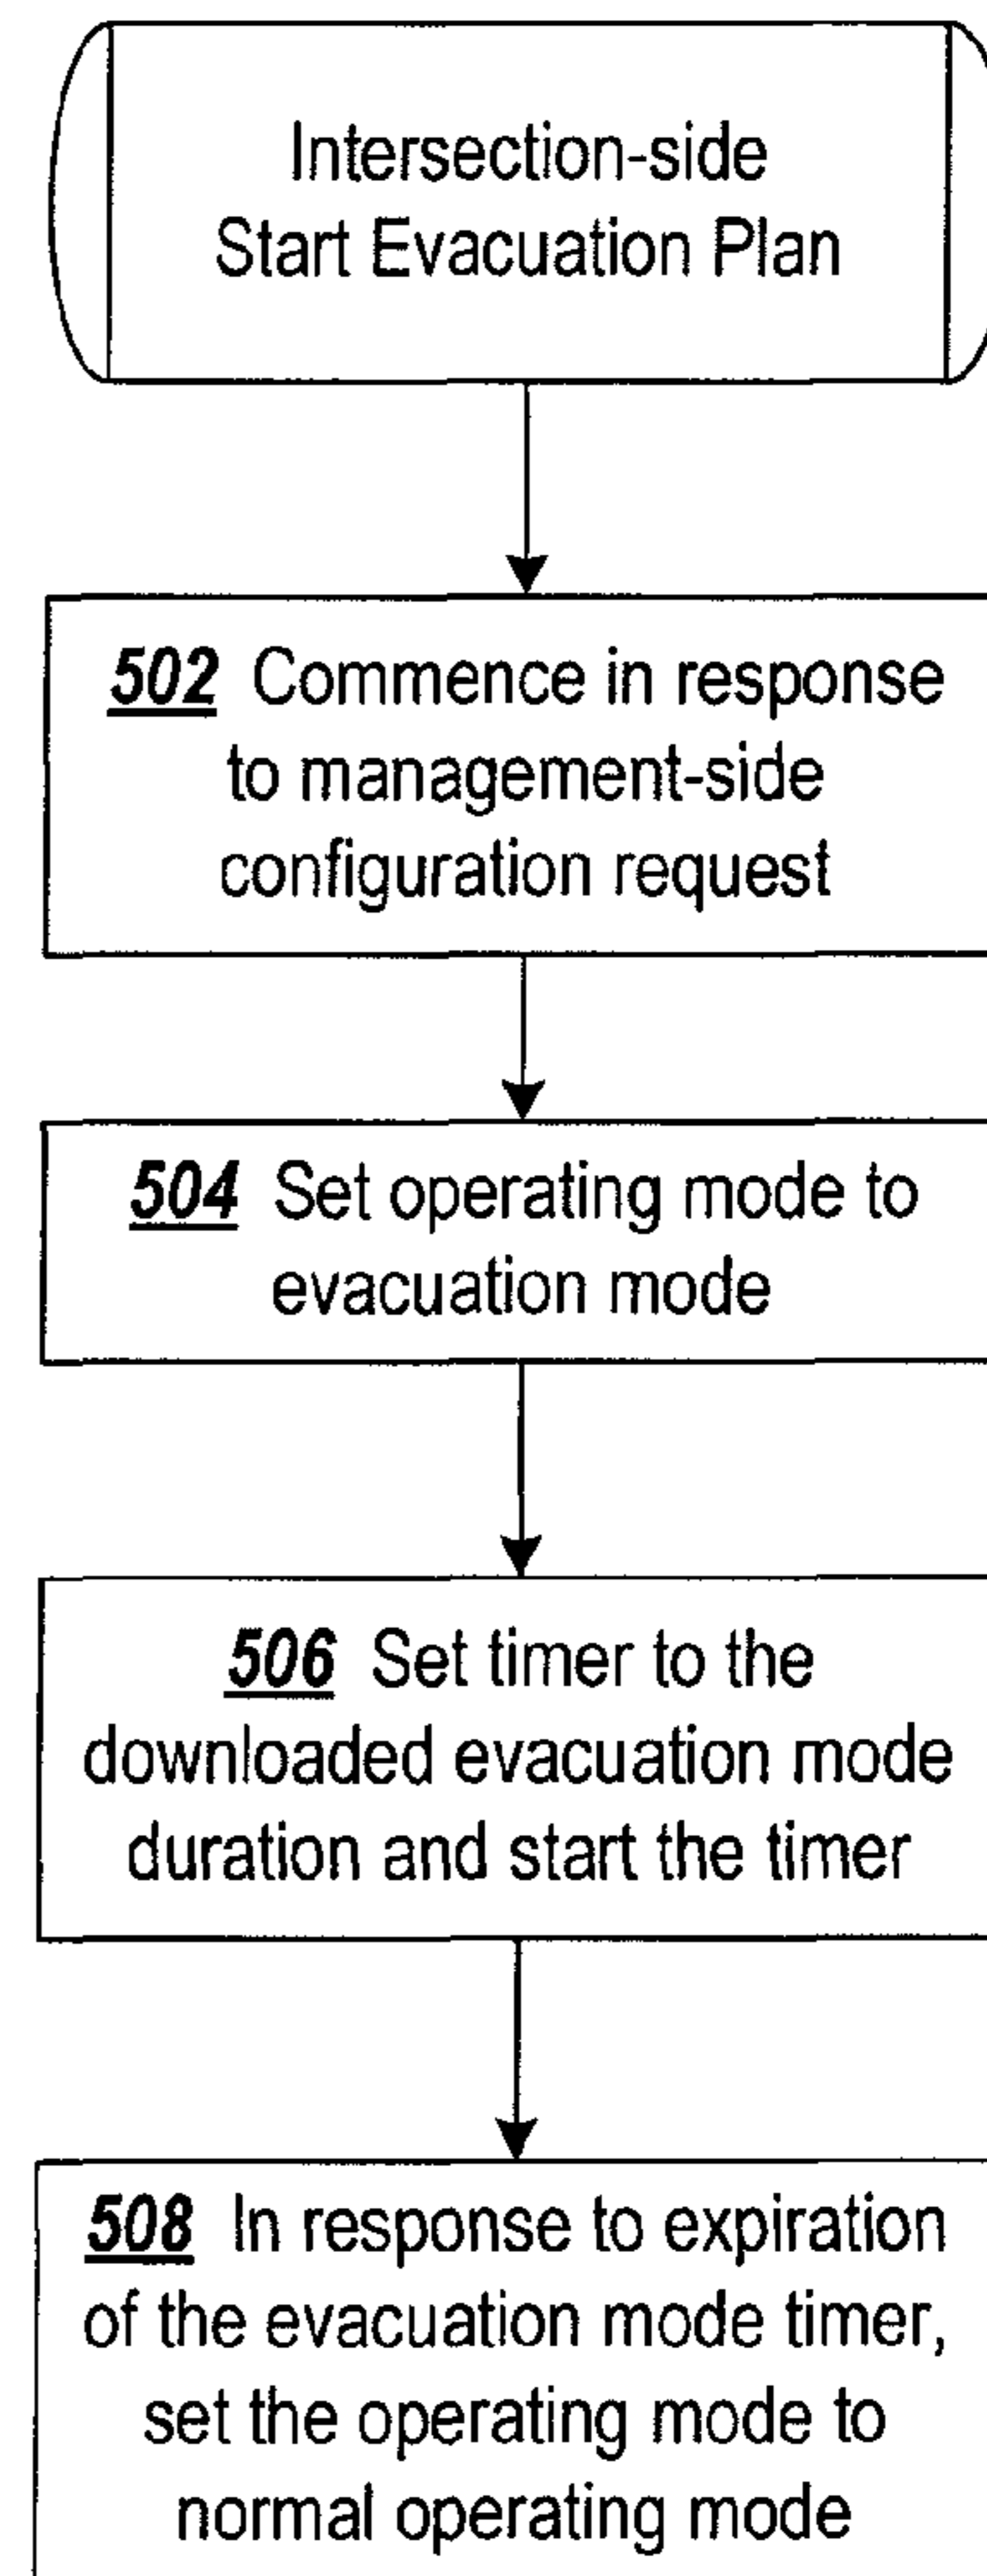 Intersection-side
Start Evacuation Plan
502 Commence in response
to management-side
configuration request
504 Set operating mode to
evacuation mode
506 Set timer to the
downloaded evacuation mode
duration and start the timer
508 In response to expiration
of the evacuation mode timer,
set the operating mode to
normal operating mode